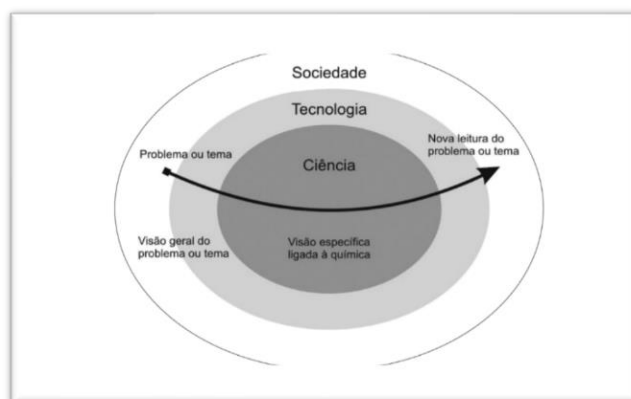 Sociedade
Tecnologia
Nova leitura do
problema ou tema
Problema ou tema
Ciência
Visão geral do
problema ou tema
Visão específica
ligada à química